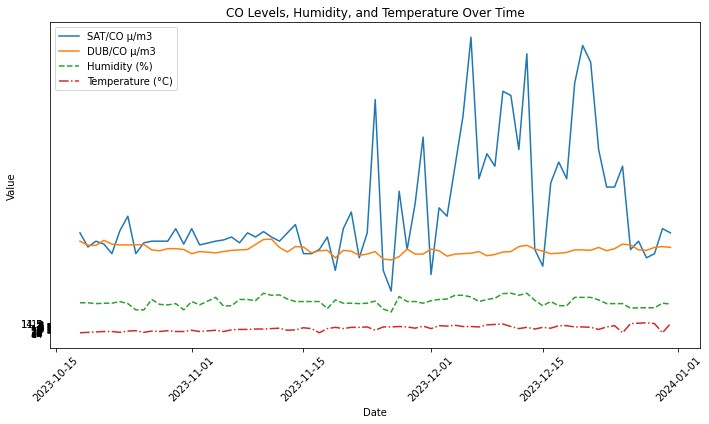 CO Levels, Humidity, and Temperature Over Time
SAT/CO μ/m3
DUB/CO μ/m3
Humidity (%)
Temperature (°C)
Value
2023-10-15
2023-11-01
2023-11-15
2023-12-01
2023-12-15
2024-01-01
Date